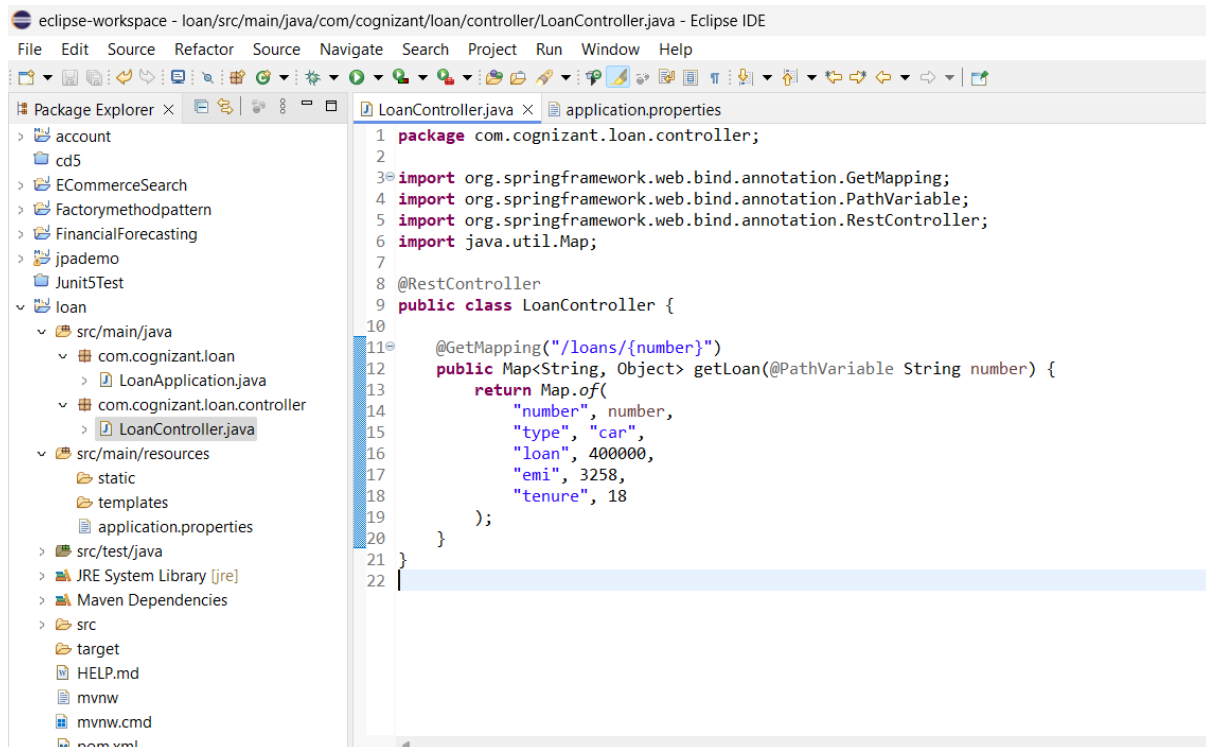 eclipse-workspace - loan/src/main/java/com/cognizant/loan/controller/LoanController.java - Eclipse IDE
File Edit Source Refactor Source Navigate Search Project Run Window Help
Package Explorer
account
cd5
ECommerceSearch
Factorymethodpattern
FinancialForecasting
jpademo
Junit5Test
loan
src/main/java
com.cognizant.loan
LoanApplication.java
com.cognizant.loan.controller
LoanController.java
src/main/resources
static
templates
application.properties
src/test/java
JRE System Library [jre]
Maven Dependencies
src
target
HELP.md
mvnw
mvnw.cmd
pom.xml
LoanController.java application.properties
1 package com.cognizant.loan.controller;
2
3 import org.springframework.web.bind.annotation.GetMapping;
4 import org.springframework.web.bind.annotation.PathVariable;
5 import org.springframework.web.bind.annotation.RestController;
6 import java.util.Map;
7
8 @RestController
9 public class LoanController {
10
11 @GetMapping("/loans/{number}")
12 public Map<String, Object> getLoan(@PathVariable String number) {
13 return Map.of(
14 "number", number,
15 "type", "car",
16 "loan", 400000,
17 "emi", 3258,
18 "tenure", 18
19 );
20 }
21 }
22